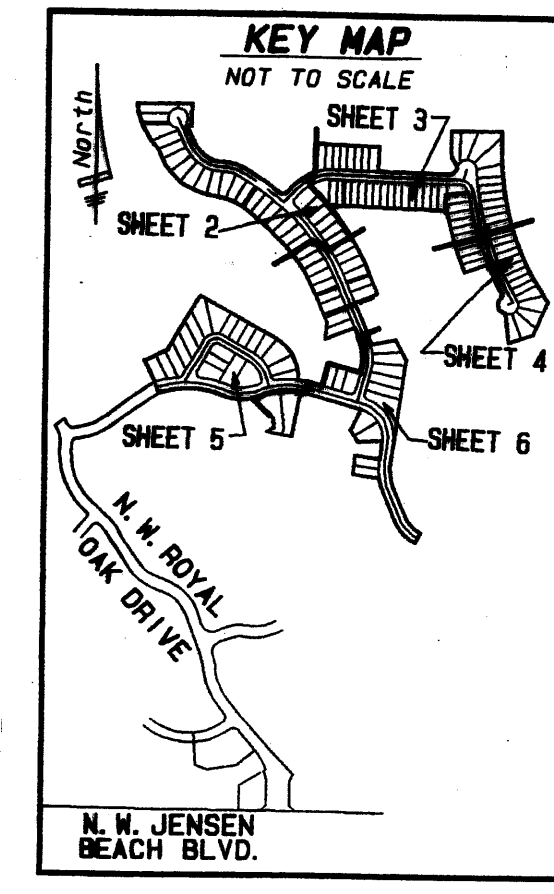 KEY MAP
NOT TO SCALE
North
SHEET 3
SHEET 2
SHEET 4
SHEET 5
SHEET 6
N. W. ROYAL
OAK DRIVE
N. W. JENSEN
BEACH BLVD.